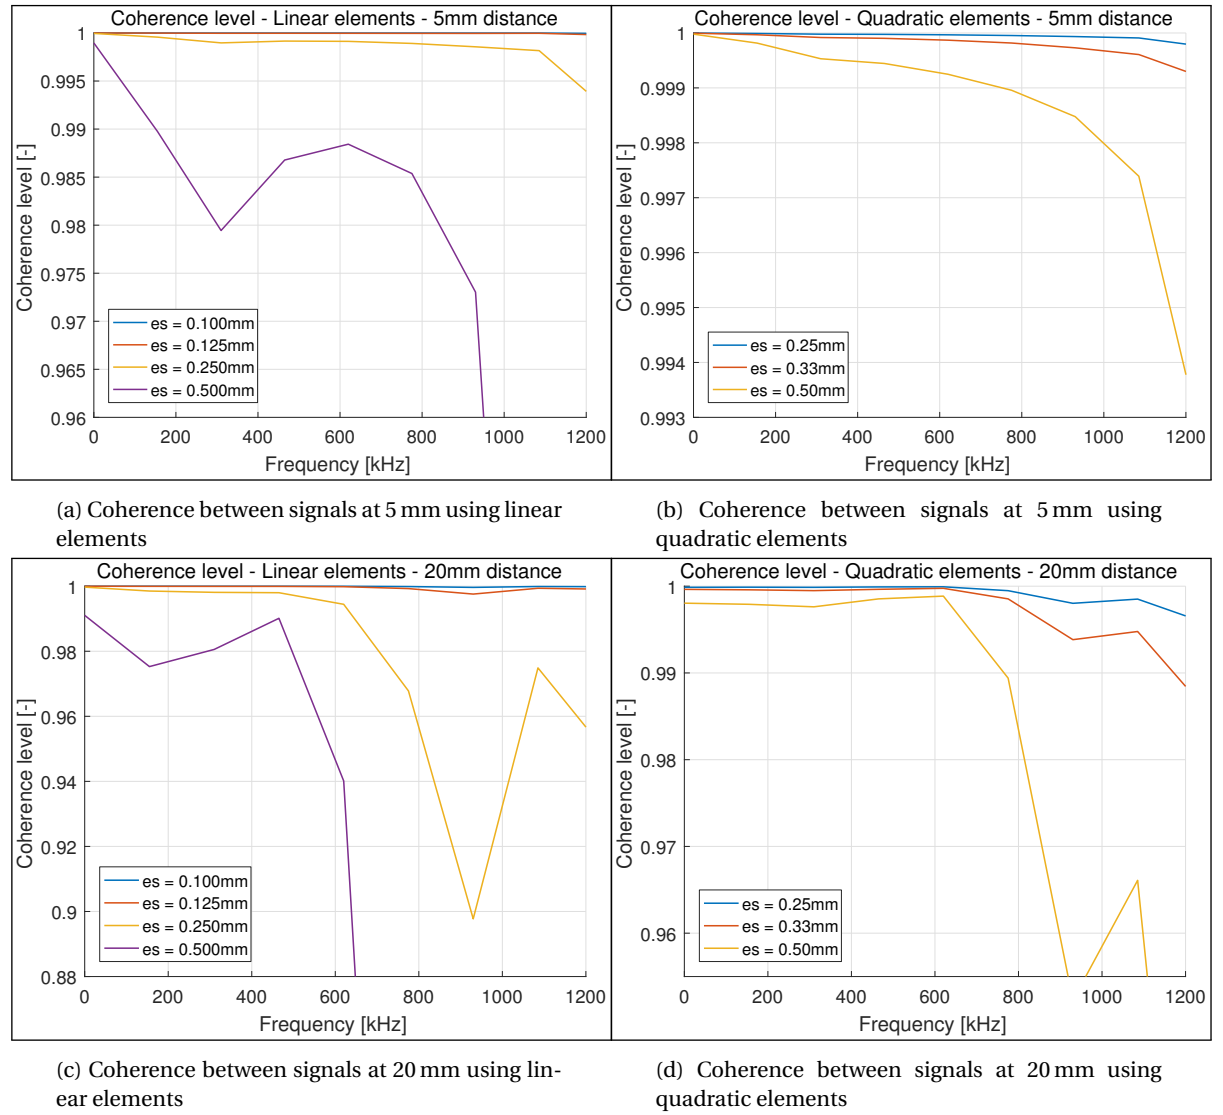 Coherence level - Linear elements - 5mm distance
1
0.995
0.99
0.985
0.98
0.975
0.97
0.965
0.96
Coherence level [-]
es = 0.100mm
es = 0.125mm
es = 0.250mm
es = 0.500mm
0 200 400 600 800 1000 1200
Frequency [kHz]
(a) Coherence between signals at 5 mm using linear
elements
Coherence level - Quadratic elements - 5mm distance
1
0.999
0.998
0.997
0.996
0.995
0.994
0.993
Coherence level [-]
es = 0.25mm
es = 0.33mm
es = 0.50mm
0 200 400 600 800 1000 1200
Frequency [kHz]
(b) Coherence between signals at 5 mm using
quadratic elements
Coherence level - Linear elements - 20mm distance
1
0.98
0.96
0.94
0.92
0.9
0.88
Coherence level [-]
es = 0.100mm
es = 0.125mm
es = 0.250mm
es = 0.500mm
0 200 400 600 800 1000 1200
Frequency [kHz]
(c) Coherence between signals at 20 mm using lin-
ear elements
Coherence level - Quadratic elements - 20mm distance
1
0.99
0.98
0.97
0.96
Coherence level [-]
es = 0.25mm
es = 0.33mm
es = 0.50mm
0 200 400 600 800 1000 1200
Frequency [kHz]
(d) Coherence between signals at 20 mm using
quadratic elements